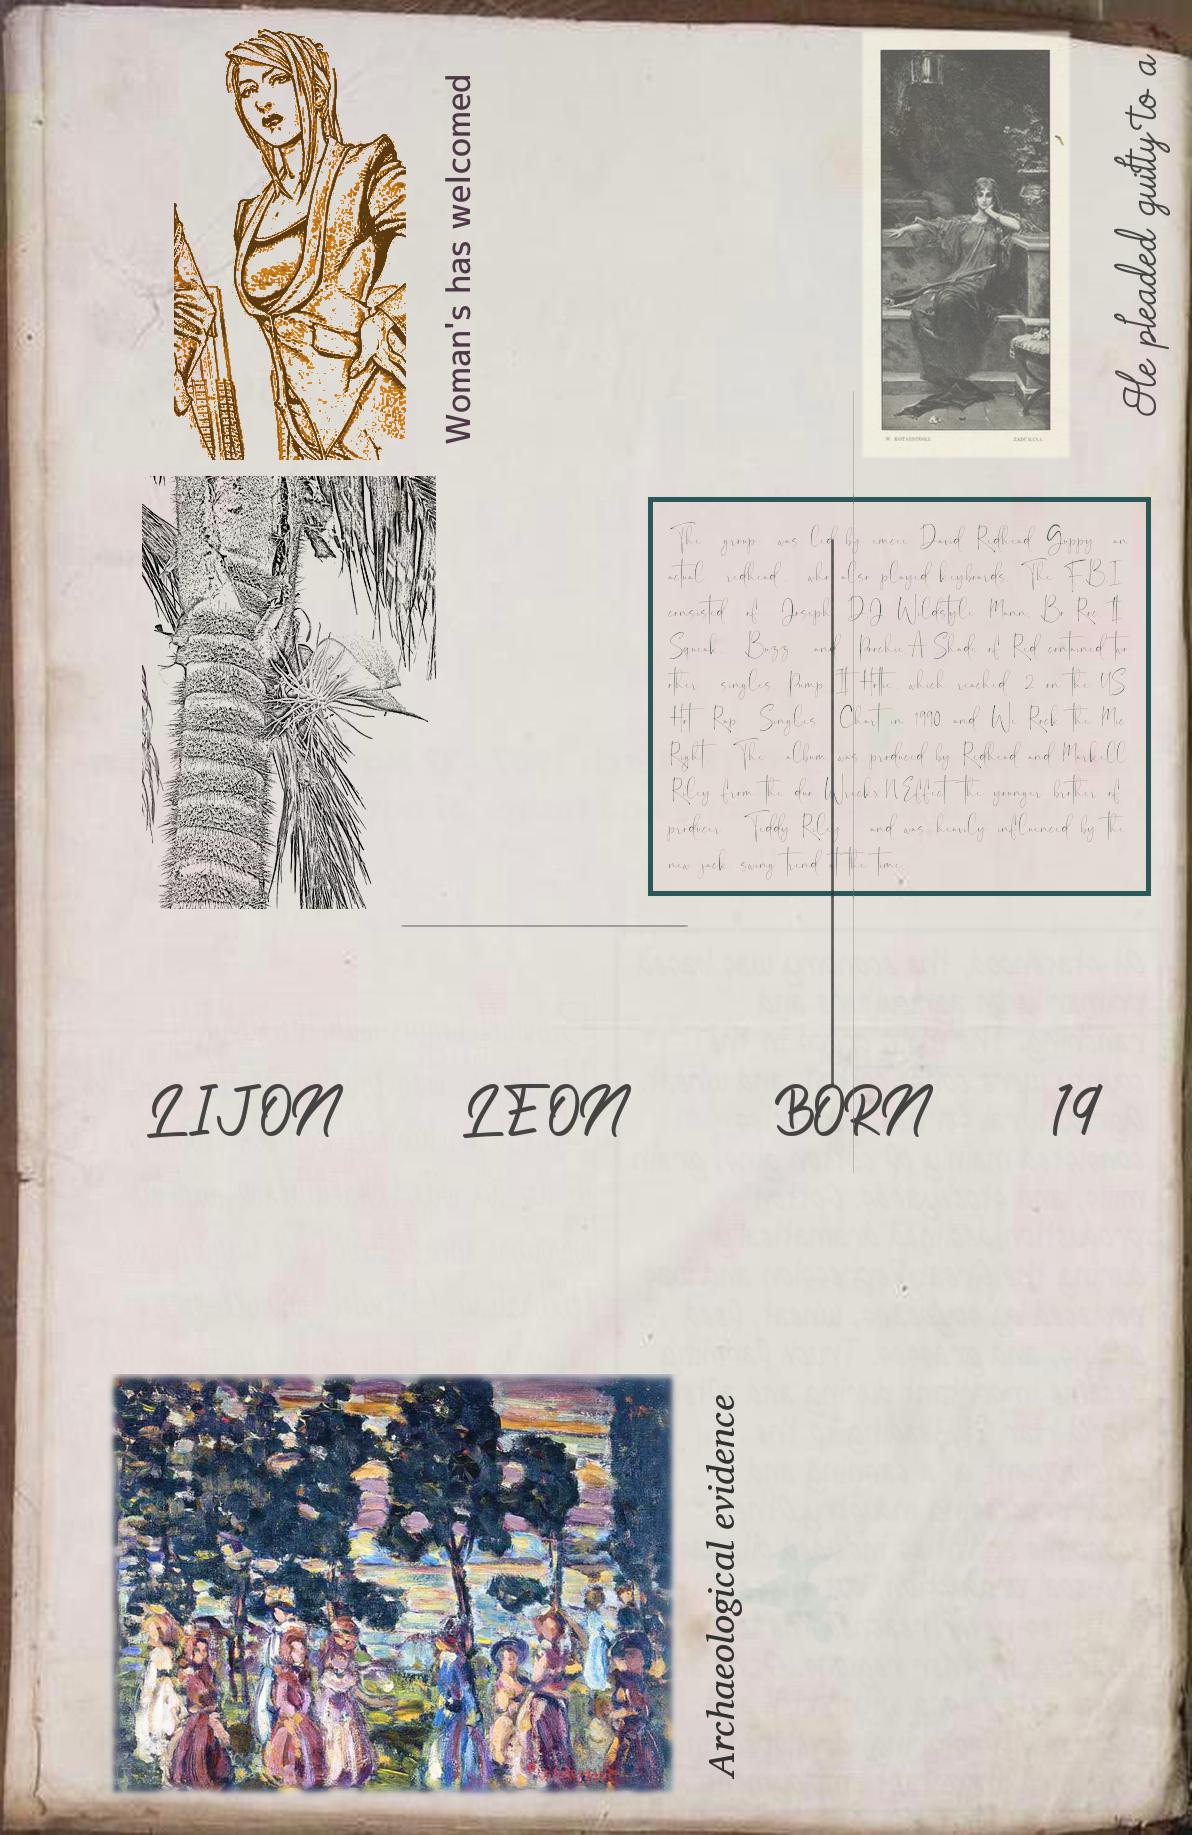 Woman's has welcomed
W. KOTARBIŃSKI. ZADUMANA.
He pleaded guilty to a
The group was led by emcee David Redhead Guppy an
actual redhead, who also played keyboards. The F.B.I.
consisted of Joseph D.J. Wildstyle Mann, Bo Roc It
Squeak, Buzz and Porchie. A Shade of Red contained two
other singles, Pump It Hottie, which reached 2 on the US
Hot Rap Singles Chart in 1990 and We Rock the Mic
Right. The album was produced by Redhead and Markell
Riley from the duo Wreckx N Effect the younger brother of
producer Teddy Riley and was heavily influenced by the
new jack swing trend at the time.
LIJON LEON BORN 19
Archaeological evidence